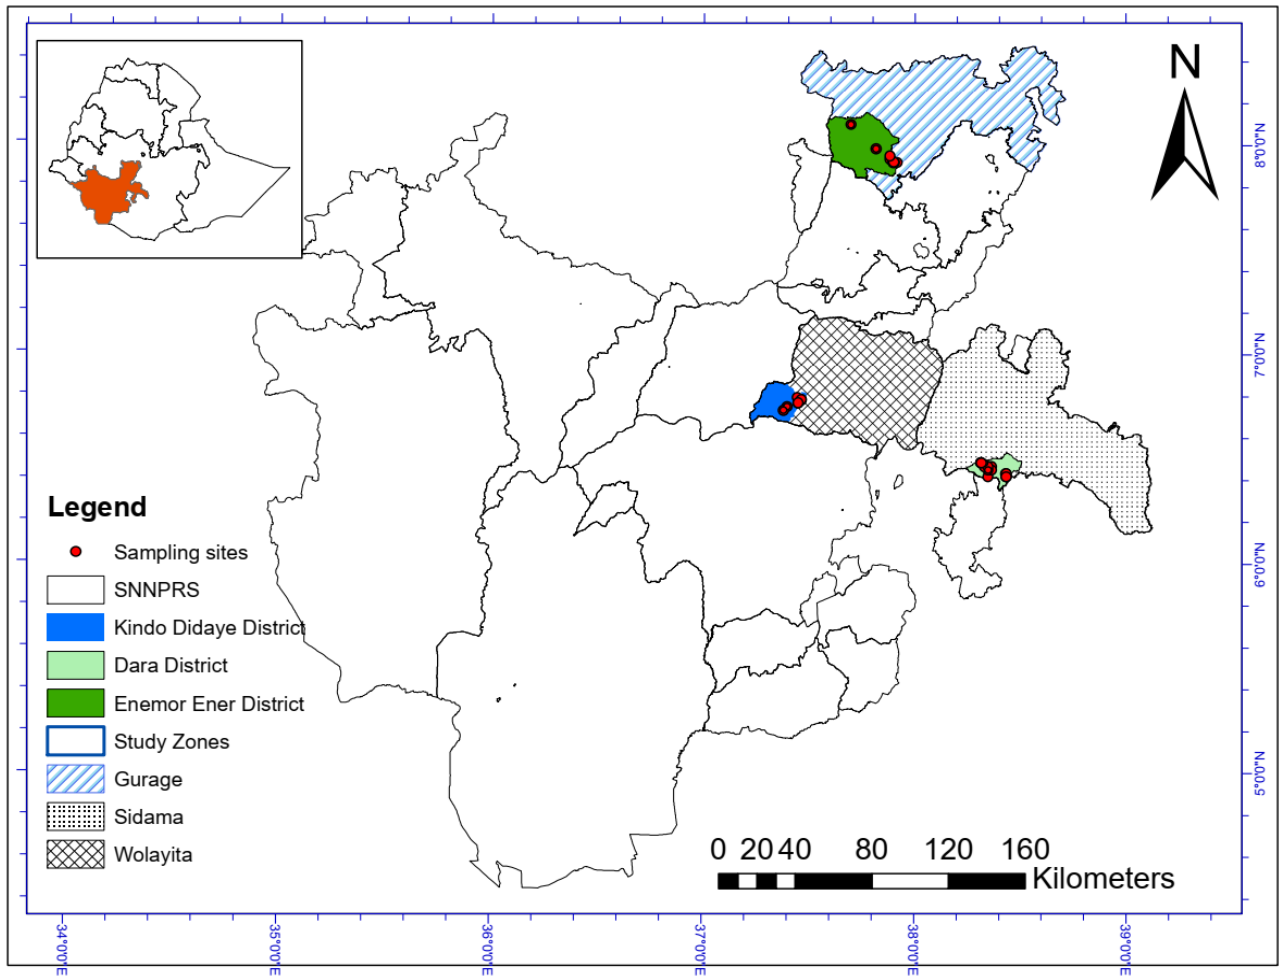 N
8°0'0"N
7°0'0"N
6°0'0"N
5°0'0"N
Legend
Sampling sites
SNNPRS
Kindo Didaye District
Dara District
Enemor Ener District
Study Zones
Gurage
Sidama
Wolayita
0 20 40 80 120 160
Kilometers
34°0'0"E
35°0'0"E
36°0'0"E
37°0'0"E
38°0'0"E
39°0'0"E